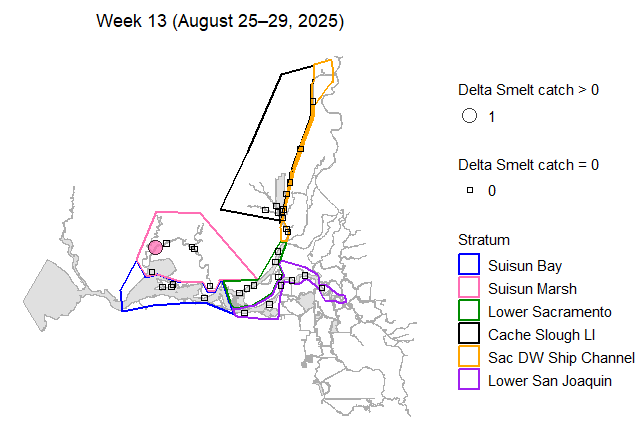 Week 13 (August 25–29, 2025)
Delta Smelt catch > 0
1
Delta Smelt catch = 0
0
Stratum
Suisun Bay
Suisun Marsh
Lower Sacramento
Cache Slough LI
Sac DW Ship Channel
Lower San Joaquin